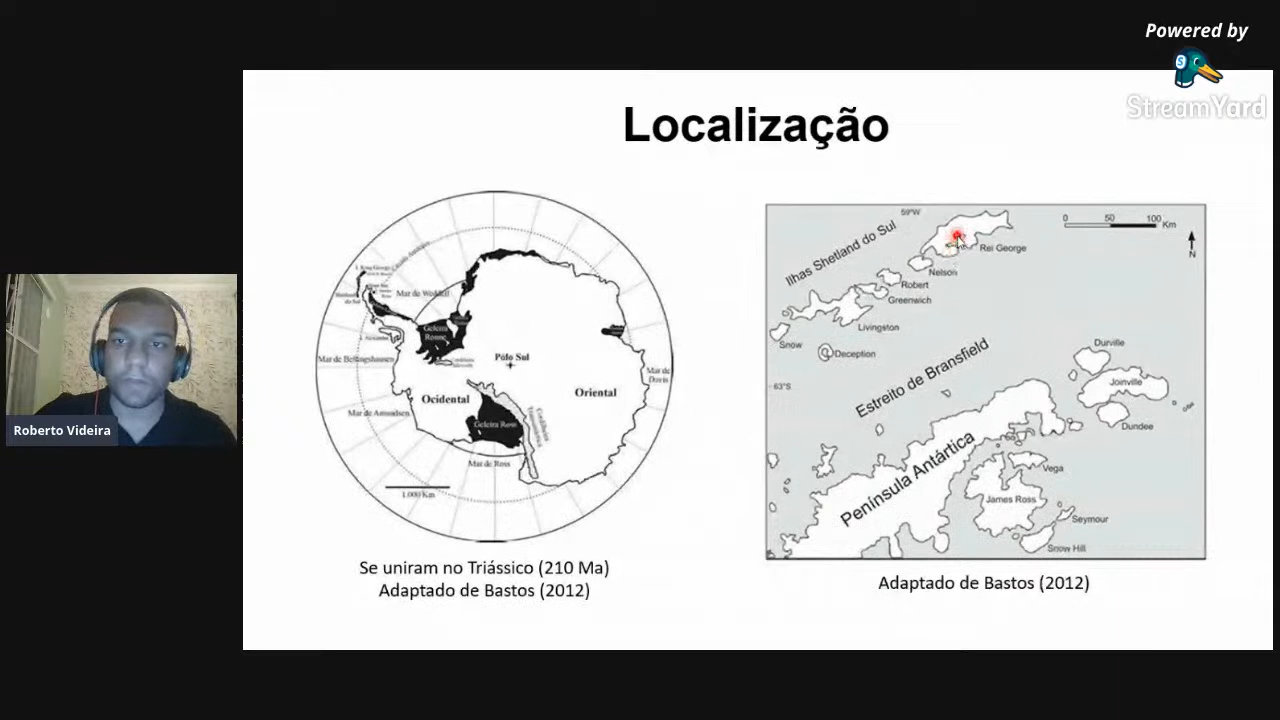 Powered by
StreamYard
Localização
Mar de Weddell
Geleira
Ronne
Mar de Bellingshausen
Pólo Sul
Mar de
Davis
Ocidental
Oriental
Mar de Amundsen
Geleira Ross
Mar de Ross
1.000 Km
Se uniram no Triássico (210 Ma)
Adaptado de Bastos (2012)
59°W
0 50 100
Km
N
Ilhas Shetland do Sul
Rei George
Nelson
Robert
Greenwich
Livingston
Snow
Deception
Estreito de Bransfield
63°S
Durville
Joinville
Dundee
Península Antártica
Vega
James Ross
Seymour
Snow Hill
Adaptado de Bastos (2012)
Roberto Videira